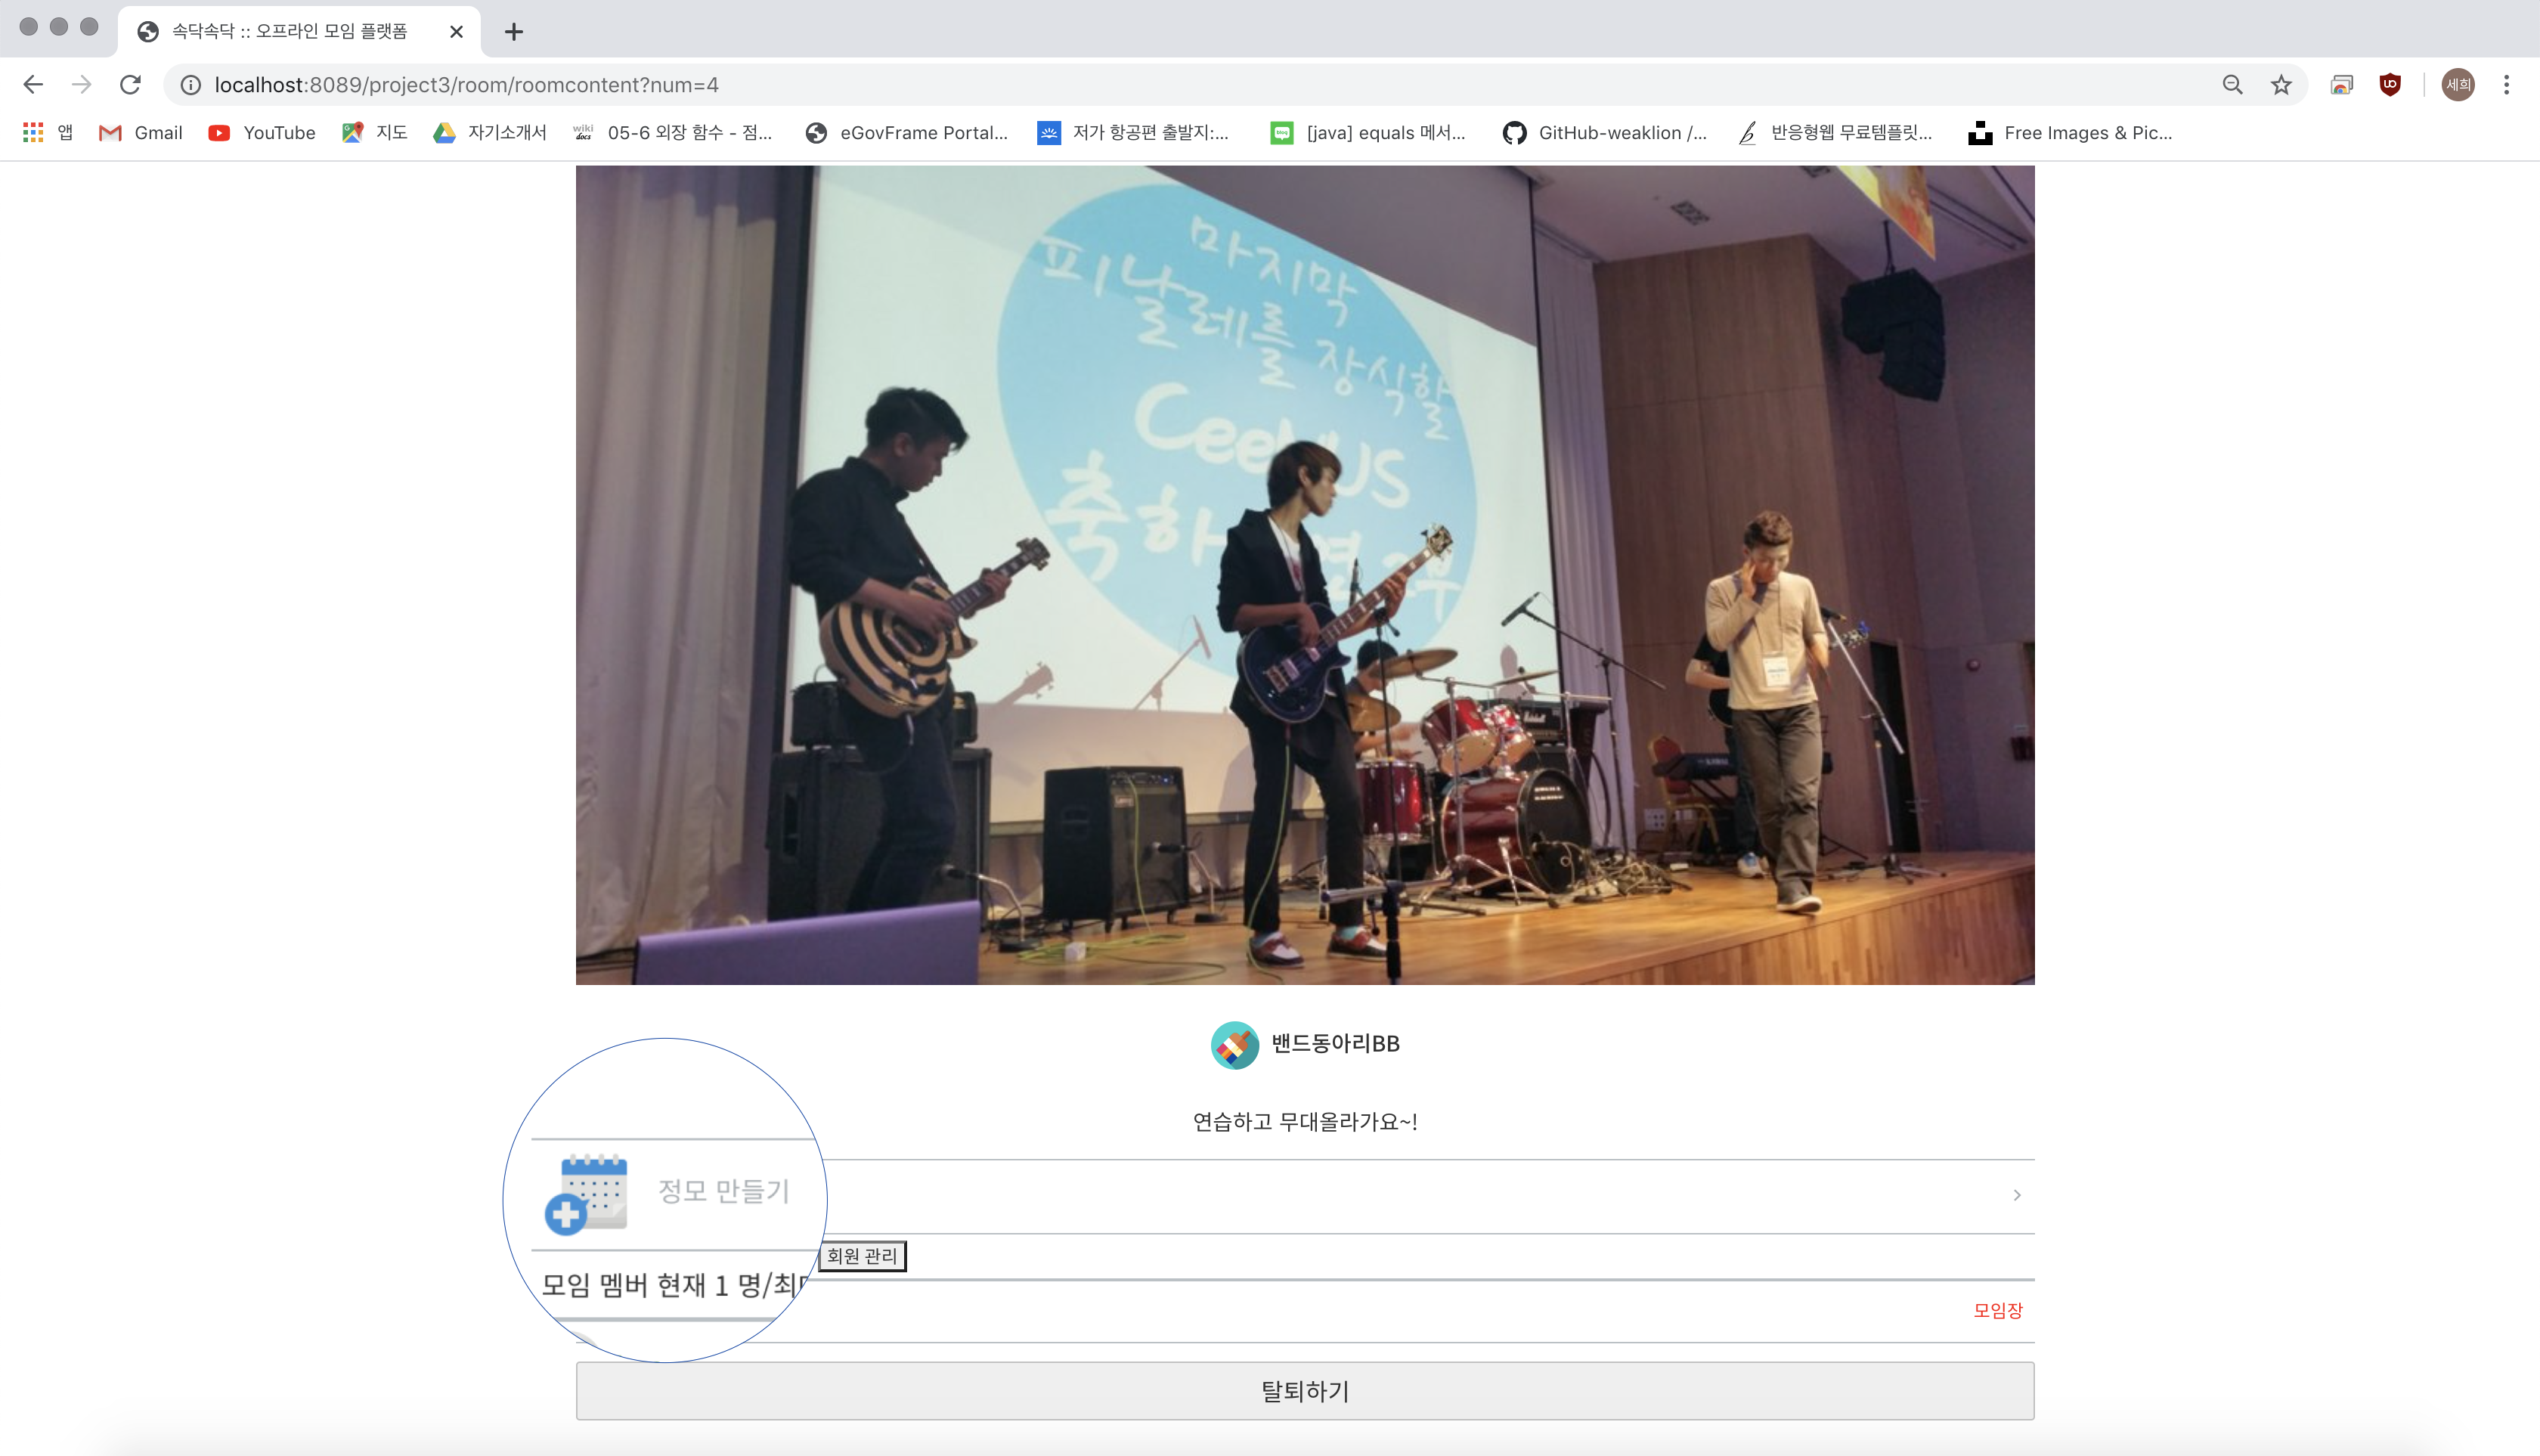 속닥속닥 :: 오프라인 모임 플랫폼
localhost:8089/project3/room/roomcontent?num=4
세희
앱 Gmail YouTube 지도 자기소개서 wiki docs 05-6 외장 함수 - 점... eGovFrame Portal... 저가 항공편 출발지:... [java] equals 메서... GitHub-weaklion /... 반응형웹 무료템플릿... Free Images & Pic...
마지막
피날레를 장식할
축하
2부
밴드동아리BB
연습하고 무대올라가요~!
정모 만들기
회원 관리
모임 멤버 현재 1 명/최
모임장
탈퇴하기